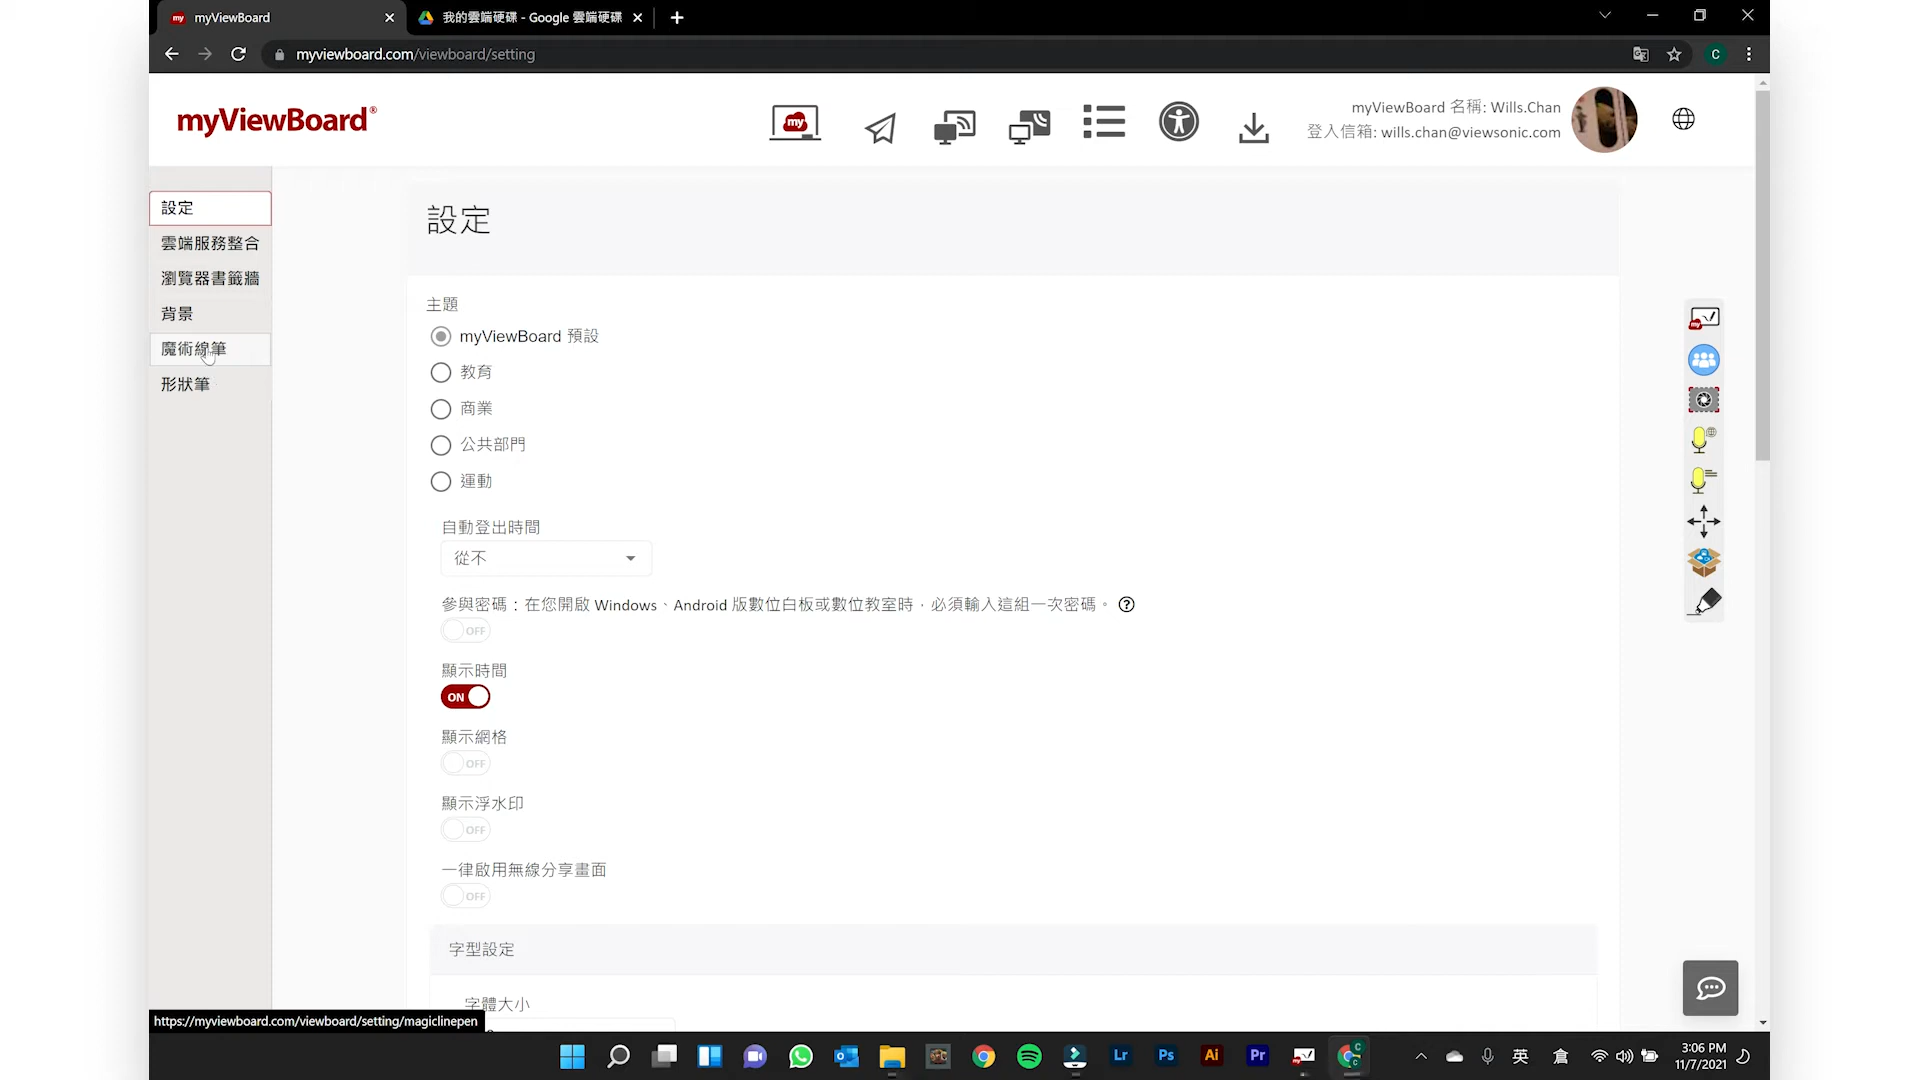 my myViewBoard
我的雲端硬碟 - Google 雲端硬碟
myviewboard.com/viewboard/setting
C
myViewBoard®
my
myViewBoard 名稱: Wills.Chan
登入信箱: wills.chan@viewsonic.com
設定
雲端服務整合
瀏覽器書籤牆
背景
魔術線筆
形狀筆
設定
主題
myViewBoard 預設
教育
商業
公共部門
運動
自動登出時間
從不
參與密碼：在您開啟 Windows、Android 版數位白板或數位教室時，必須輸入這組一次密碼。
OFF
顯示時間
ON
顯示網格
OFF
顯示浮水印
OFF
一律啟用無線分享畫面
OFF
字型設定
字體大小
https://myviewboard.com/viewboard/setting/magiclinepen
Lr
Ps
Ai
Pr
英
倉
3:06 PM
11/7/2021